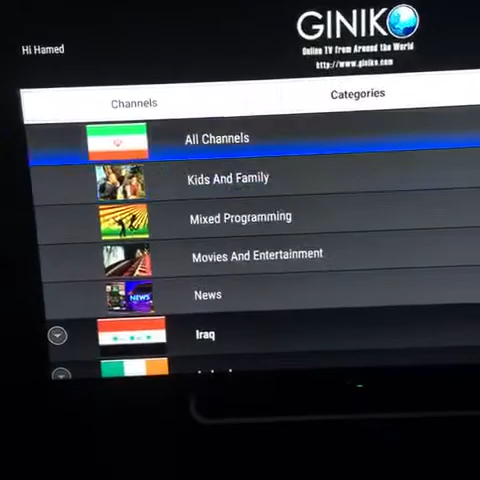 GINIKO
Online TV from Around the World
http://www.giniko.com
Hi Hamed
Channels
Categories
All Channels
Kids And Family
Mixed Programming
Movies And Entertainment
News
NEWS
Iraq